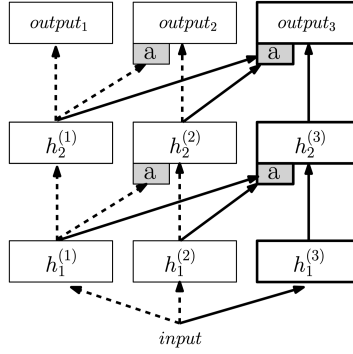 output₁ output₂ output₃
a a
h₂⁽¹⁾ h₂⁽²⁾ h₂⁽³⁾
a a
h₁⁽¹⁾ h₁⁽²⁾ h₁⁽³⁾
input